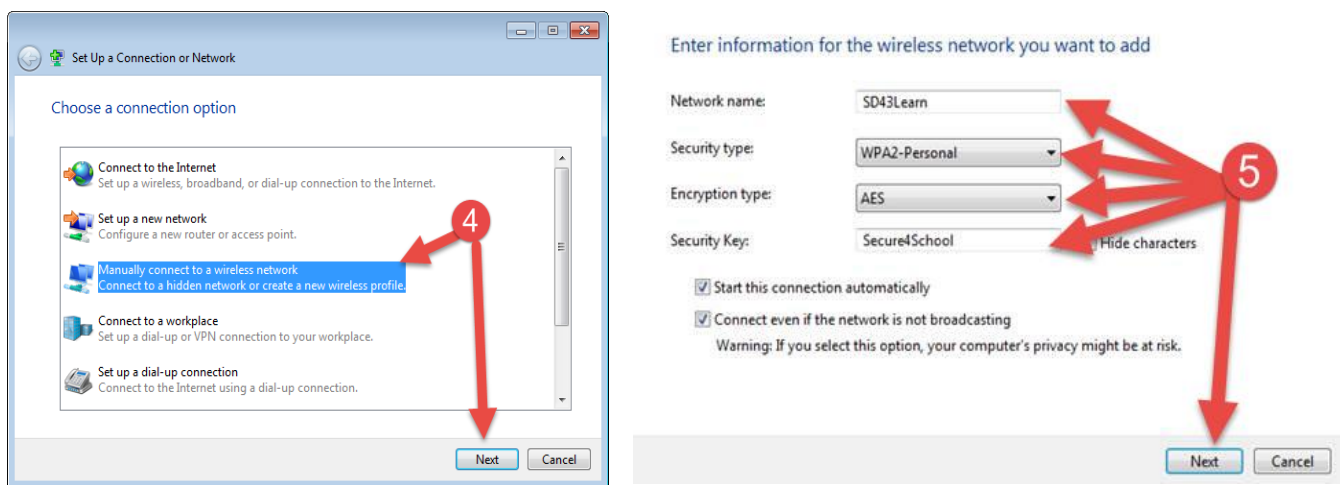 Set Up a Connection or Network
Choose a connection option
Connect to the Internet
Set up a wireless, broadband, or dial-up connection to the Internet.
Set up a new network
Configure a new router or access point.
4
Manually connect to a wireless network
Connect to a hidden network or create a new wireless profile.
Connect to a workplace
Set up a dial-up or VPN connection to your workplace.
Set up a dial-up connection
Connect to the Internet using a dial-up connection.
Next Cancel
Enter information for the wireless network you want to add
Network name: SD43Learn
Security type: WPA2-Personal
5
Encryption type: AES
Security Key: Secure4School Hide characters
Start this connection automatically
Connect even if the network is not broadcasting
Warning: If you select this option, your computer's privacy might be at risk.
Next Cancel